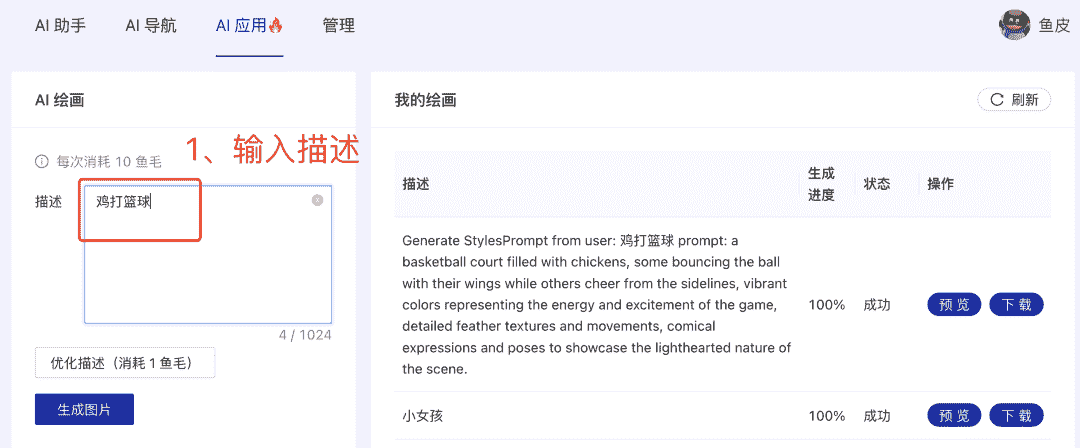 AI 助手 AI 导航 AI 应用🔥 管理 鱼皮
AI 绘画
1、输入描述
每次消耗 10 鱼毛
描述 鸡打篮球
4 / 1024
优化描述（消耗 1 鱼毛）
生成图片
我的绘画 刷新
描述 生成进度 状态 操作
Generate StylesPrompt from user: 鸡打篮球 prompt: a
basketball court filled with chickens, some bouncing the ball
with their wings while others cheer from the sidelines, vibrant
colors representing the energy and excitement of the game,
detailed feather textures and movements, comical
expressions and poses to showcase the lighthearted nature of
the scene.
100% 成功 预览 下载
小女孩 100% 成功 预览 下载